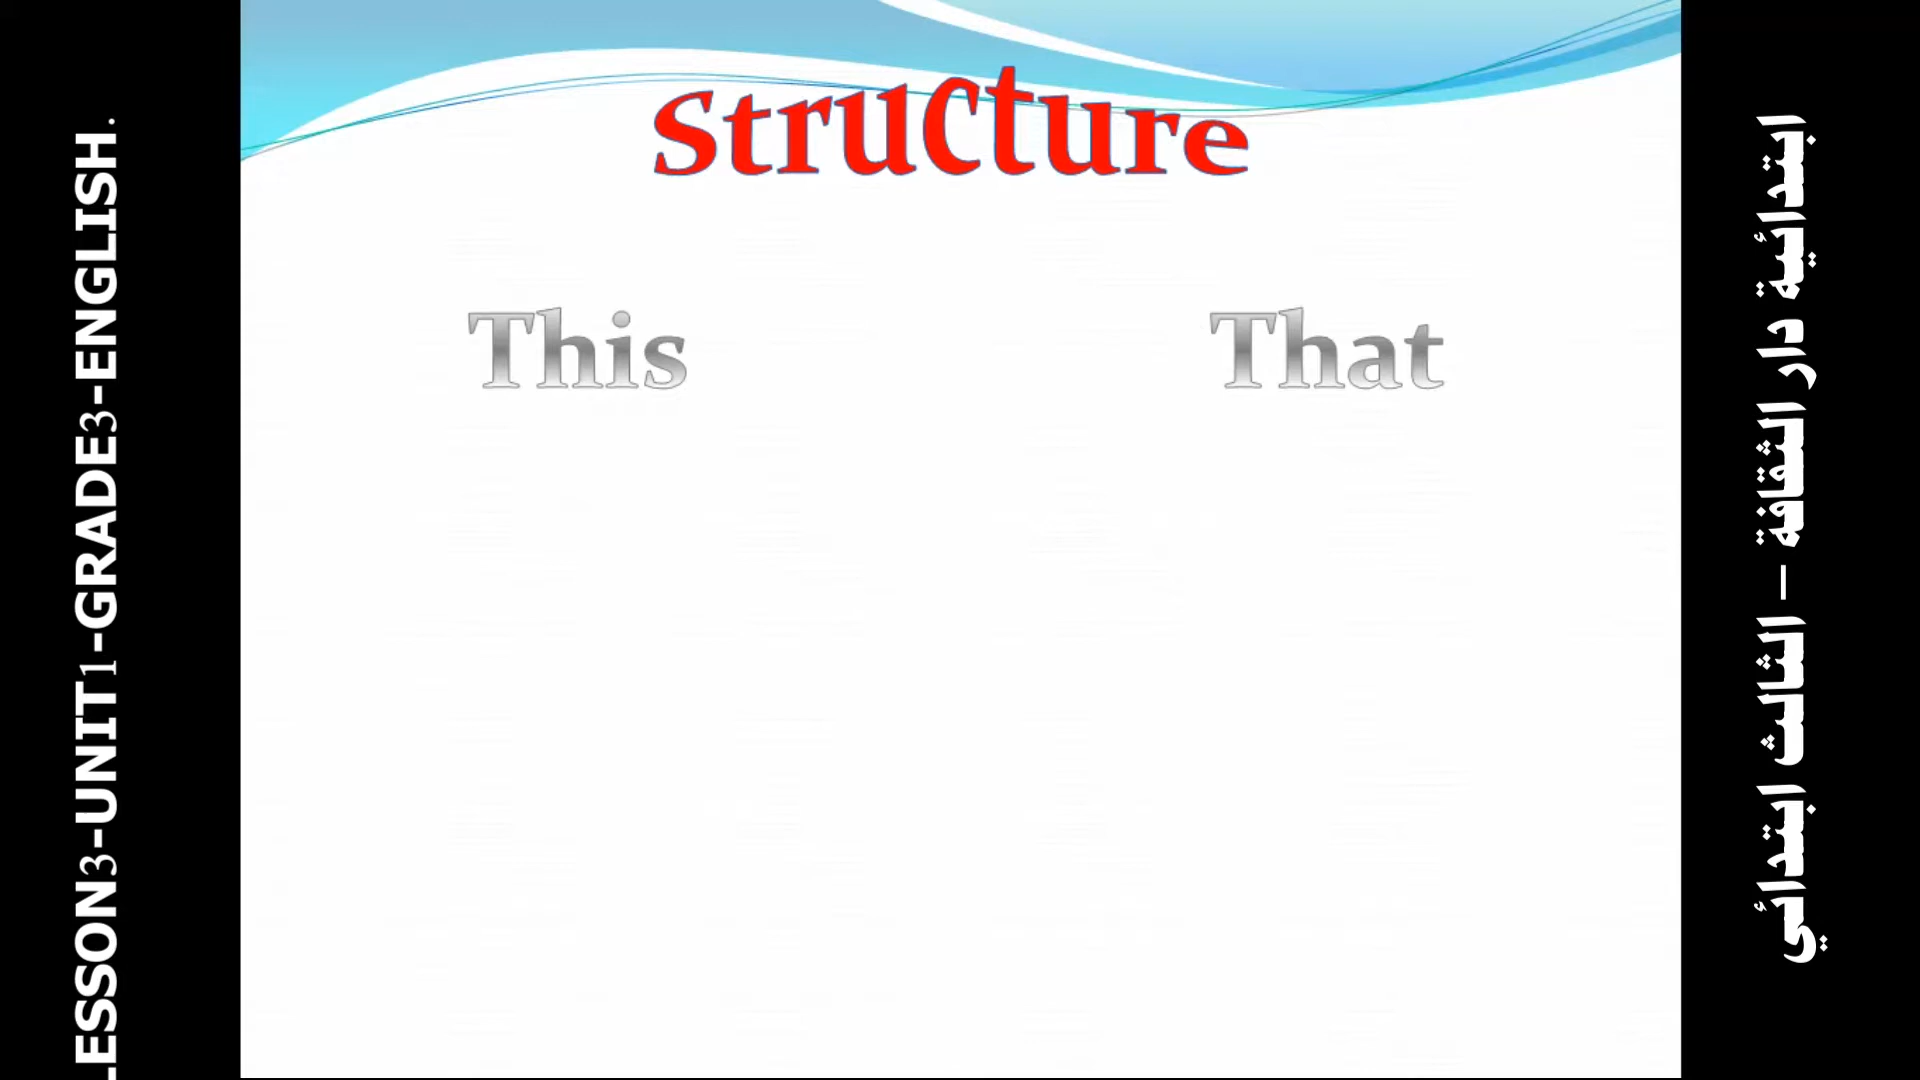 Structure
This That
LESSON3-UNIT1-GRADE3-ENGLISH.
ابتدائية دار الثقافة – الثالث ابتدائي